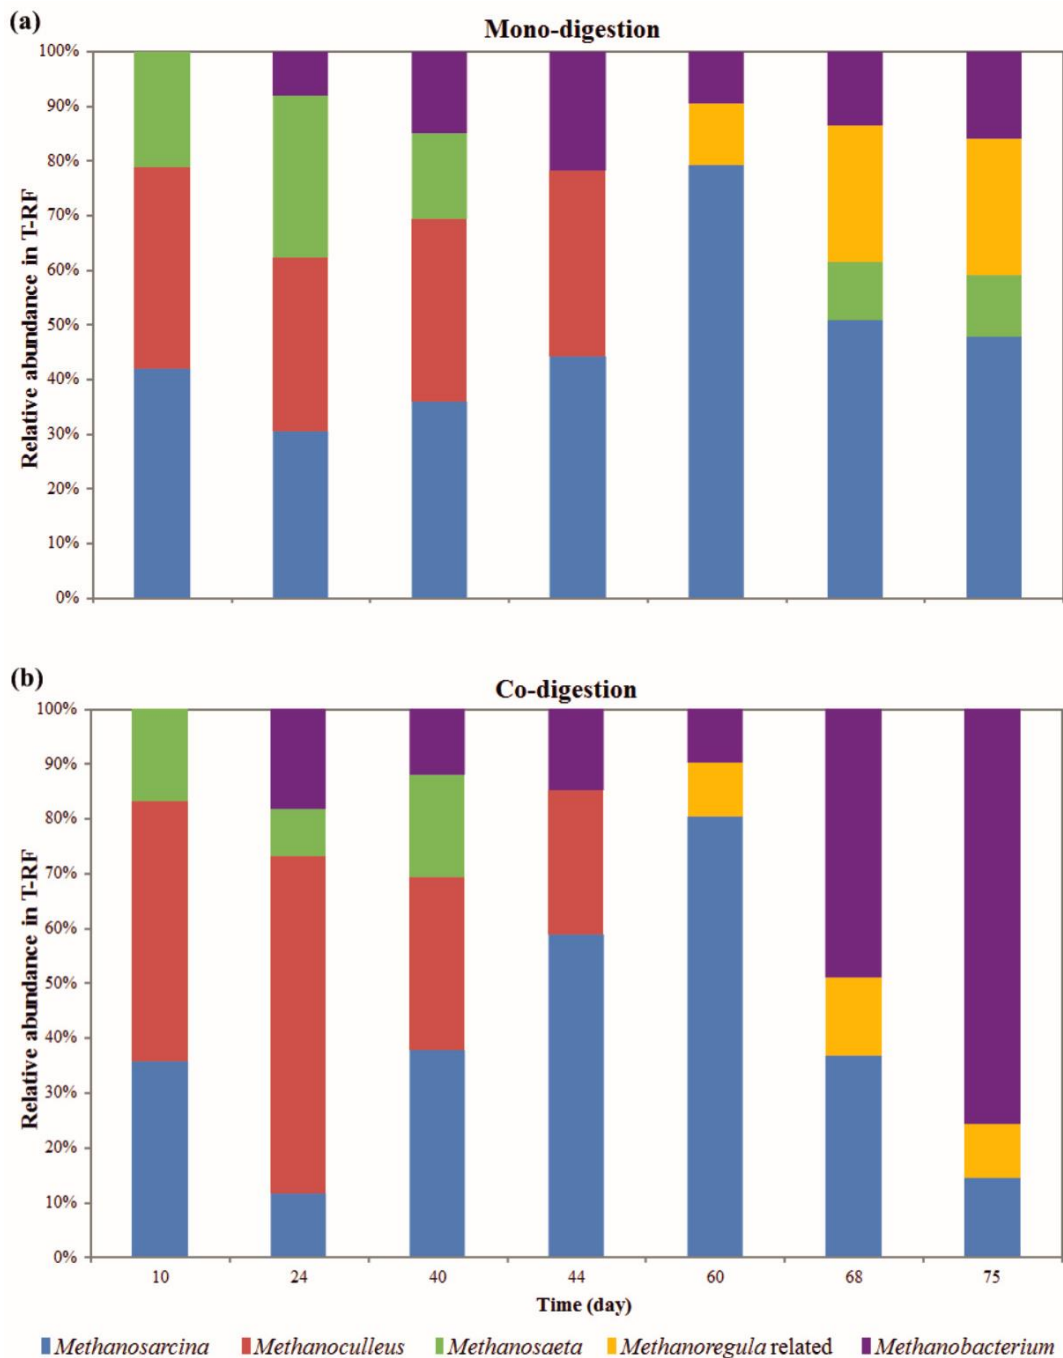 (a)
Mono-digestion
Relative abundance in T-RF
100%
90%
80%
70%
60%
50%
40%
30%
20%
10%
0%
(b)
Co-digestion
Relative abundance in T-RF
100%
90%
80%
70%
60%
50%
40%
30%
20%
10%
0%
10 24 40 44 60 68 75
Time (day)
Methanosarcina Methanoculleus Methanosaeta Methanoregula related Methanobacterium